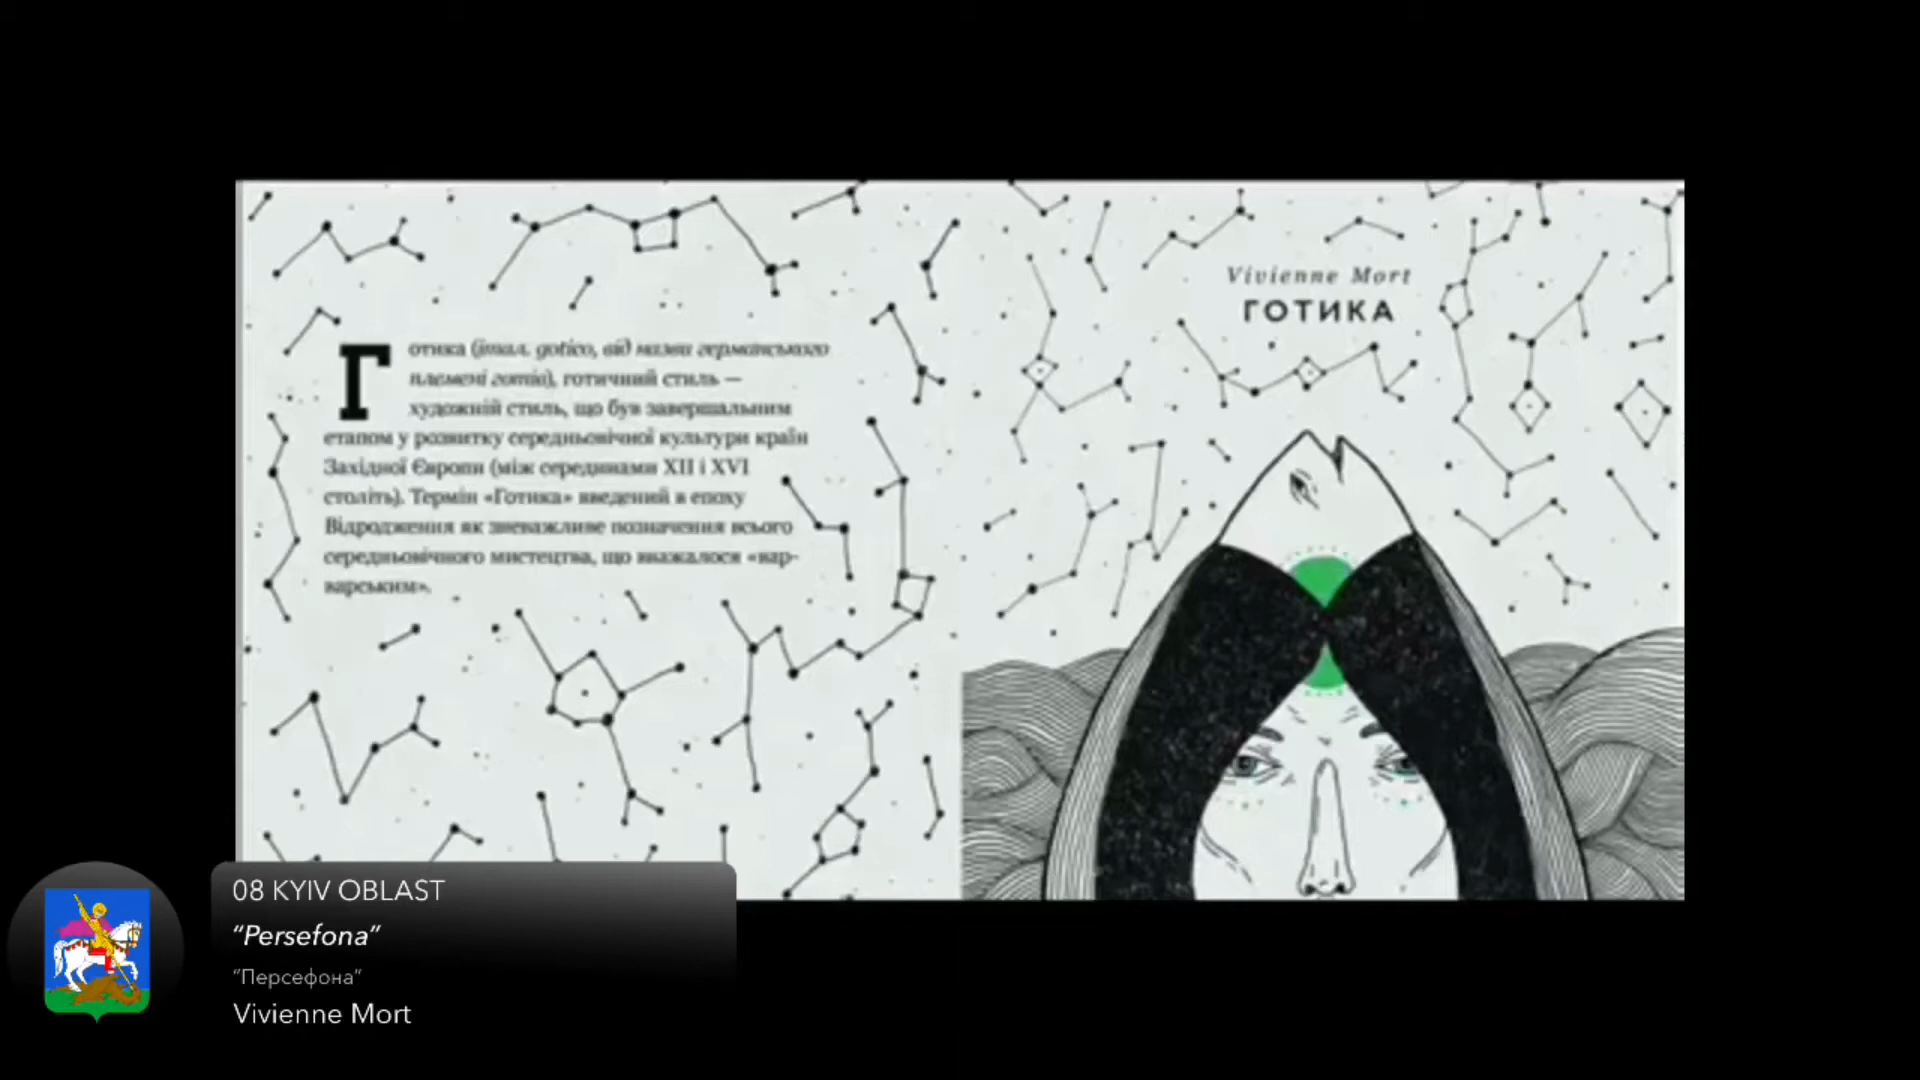 Vivienne Mort
ГОТИКА
Готика (італ. gotico, від назви германського
племені готів), готичний стиль —
художній стиль, що був завершальним
етапом у розвитку середньовічної культури країн
Західної Європи (між серединами XII і XVI
століть). Термін «Готика» введений в епоху
Відродження як зневажливе позначення всього
середньовічного мистецтва, що вважалося «вар-
варським».
08 KYIV OBLAST
“Persefona”
“Персефона”
Vivienne Mort